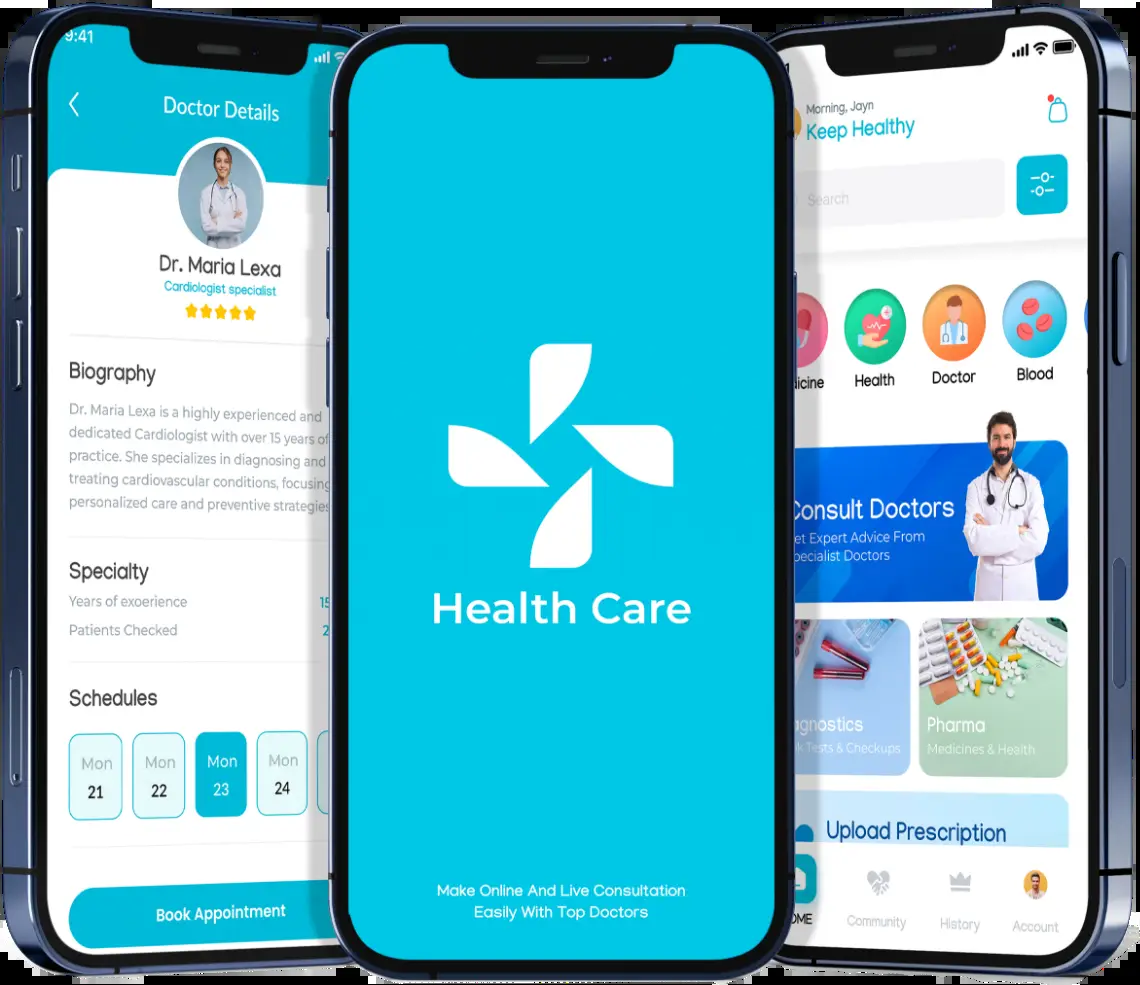 9:41
Doctor Details
Dr. Maria Lexa
Cardiologist specialist
Biography
Dr. Maria Lexa is a highly experienced and
dedicated Cardiologist with over 15 years of
practice. She specializes in diagnosing and
treating cardiovascular conditions, focusing
personalized care and preventive strategies
Specialty
Years of exoerience 15
Patients Checked 2
Schedules
Mon Mon Mon Mon
21 22 23 24
Book Appointment
Health Care
Make Online And Live Consultation
Easily With Top Doctors
Morning, Jayn
Keep Healthy
Search
icine Health Doctor Blood
Consult Doctors
et Expert Advice From
pecialist Doctors
gnostics
k Tests & Checkups
Pharma
Medicines & Health
Upload Prescription
OME Community History Account